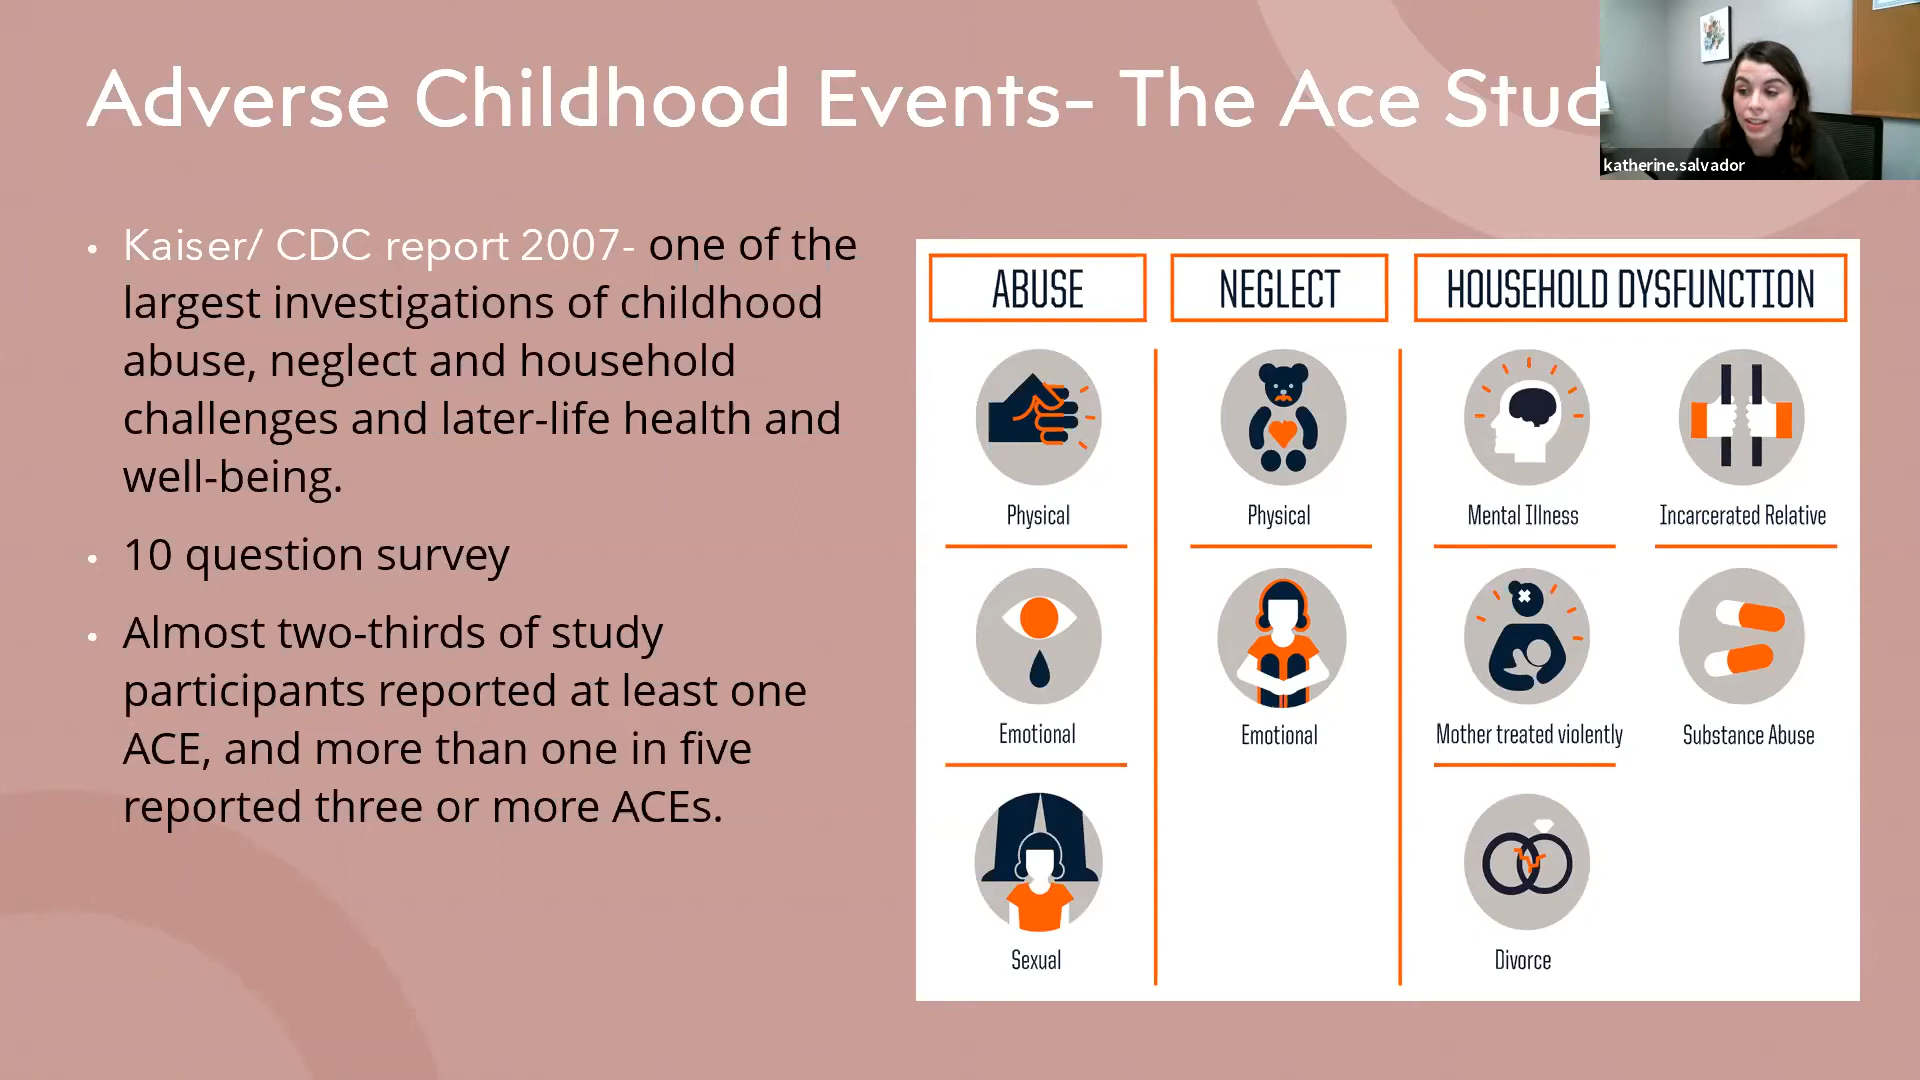 Adverse Childhood Events- The Ace Stud
katherine.salvador
• Kaiser/ CDC report 2007- one of the
largest investigations of childhood
abuse, neglect and household
challenges and later-life health and
well-being.
• 10 question survey
• Almost two-thirds of study
participants reported at least one
ACE, and more than one in five
reported three or more ACEs.
ABUSE
Physical
Emotional
Sexual
NEGLECT
Physical
Emotional
HOUSEHOLD DYSFUNCTION
Mental Illness
Incarcerated Relative
Mother treated violently
Substance Abuse
Divorce